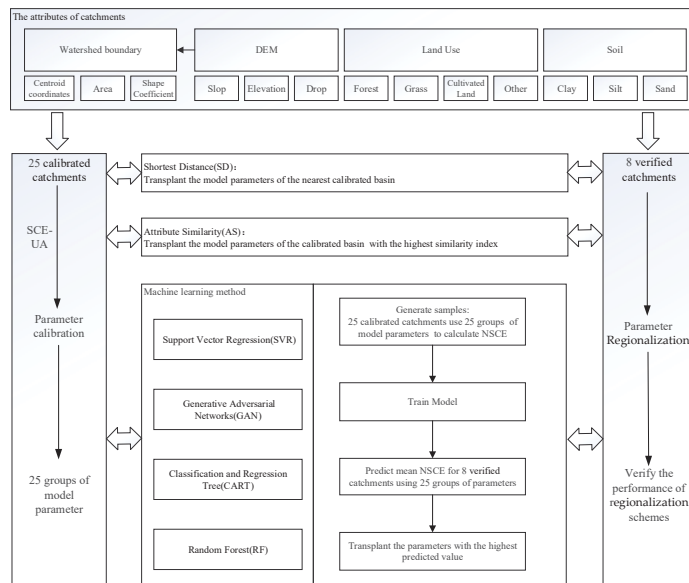 The attributes of catchments
Watershed boundary
DEM
Land Use
Soil
Centroid
coordinates
Area
Shape
Coefficient
Slop
Elevation
Drop
Forest
Grass
Cultivated
Land
Other
Clay
Silt
Sand
25 calibrated
catchments
SCE-
UA
Parameter
calibration
25 groups of
model
parameter
Shortest Distance(SD):
Transplant the model parameters of the nearest calibrated basin
Attribute Similarity(AS):
Transplant the model parameters of the calibrated basin with the highest similarity index
Machine learning method
Support Vector Regression(SVR)
Generative Adversarial
Networks(GAN)
Classification and Regression
Tree(CART)
Random Forest(RF)
Generate samples:
25 calibrated catchments use 25 groups of
model parameters to calculate NSCE
Train Model
Predict mean NSCE for 8 verified
catchments using 25 groups of parameters
Transplant the parameters with the highest
predicted value
8 verified
catchments
Parameter
Regionalization
Verify the
performance of
regionalization
schemes